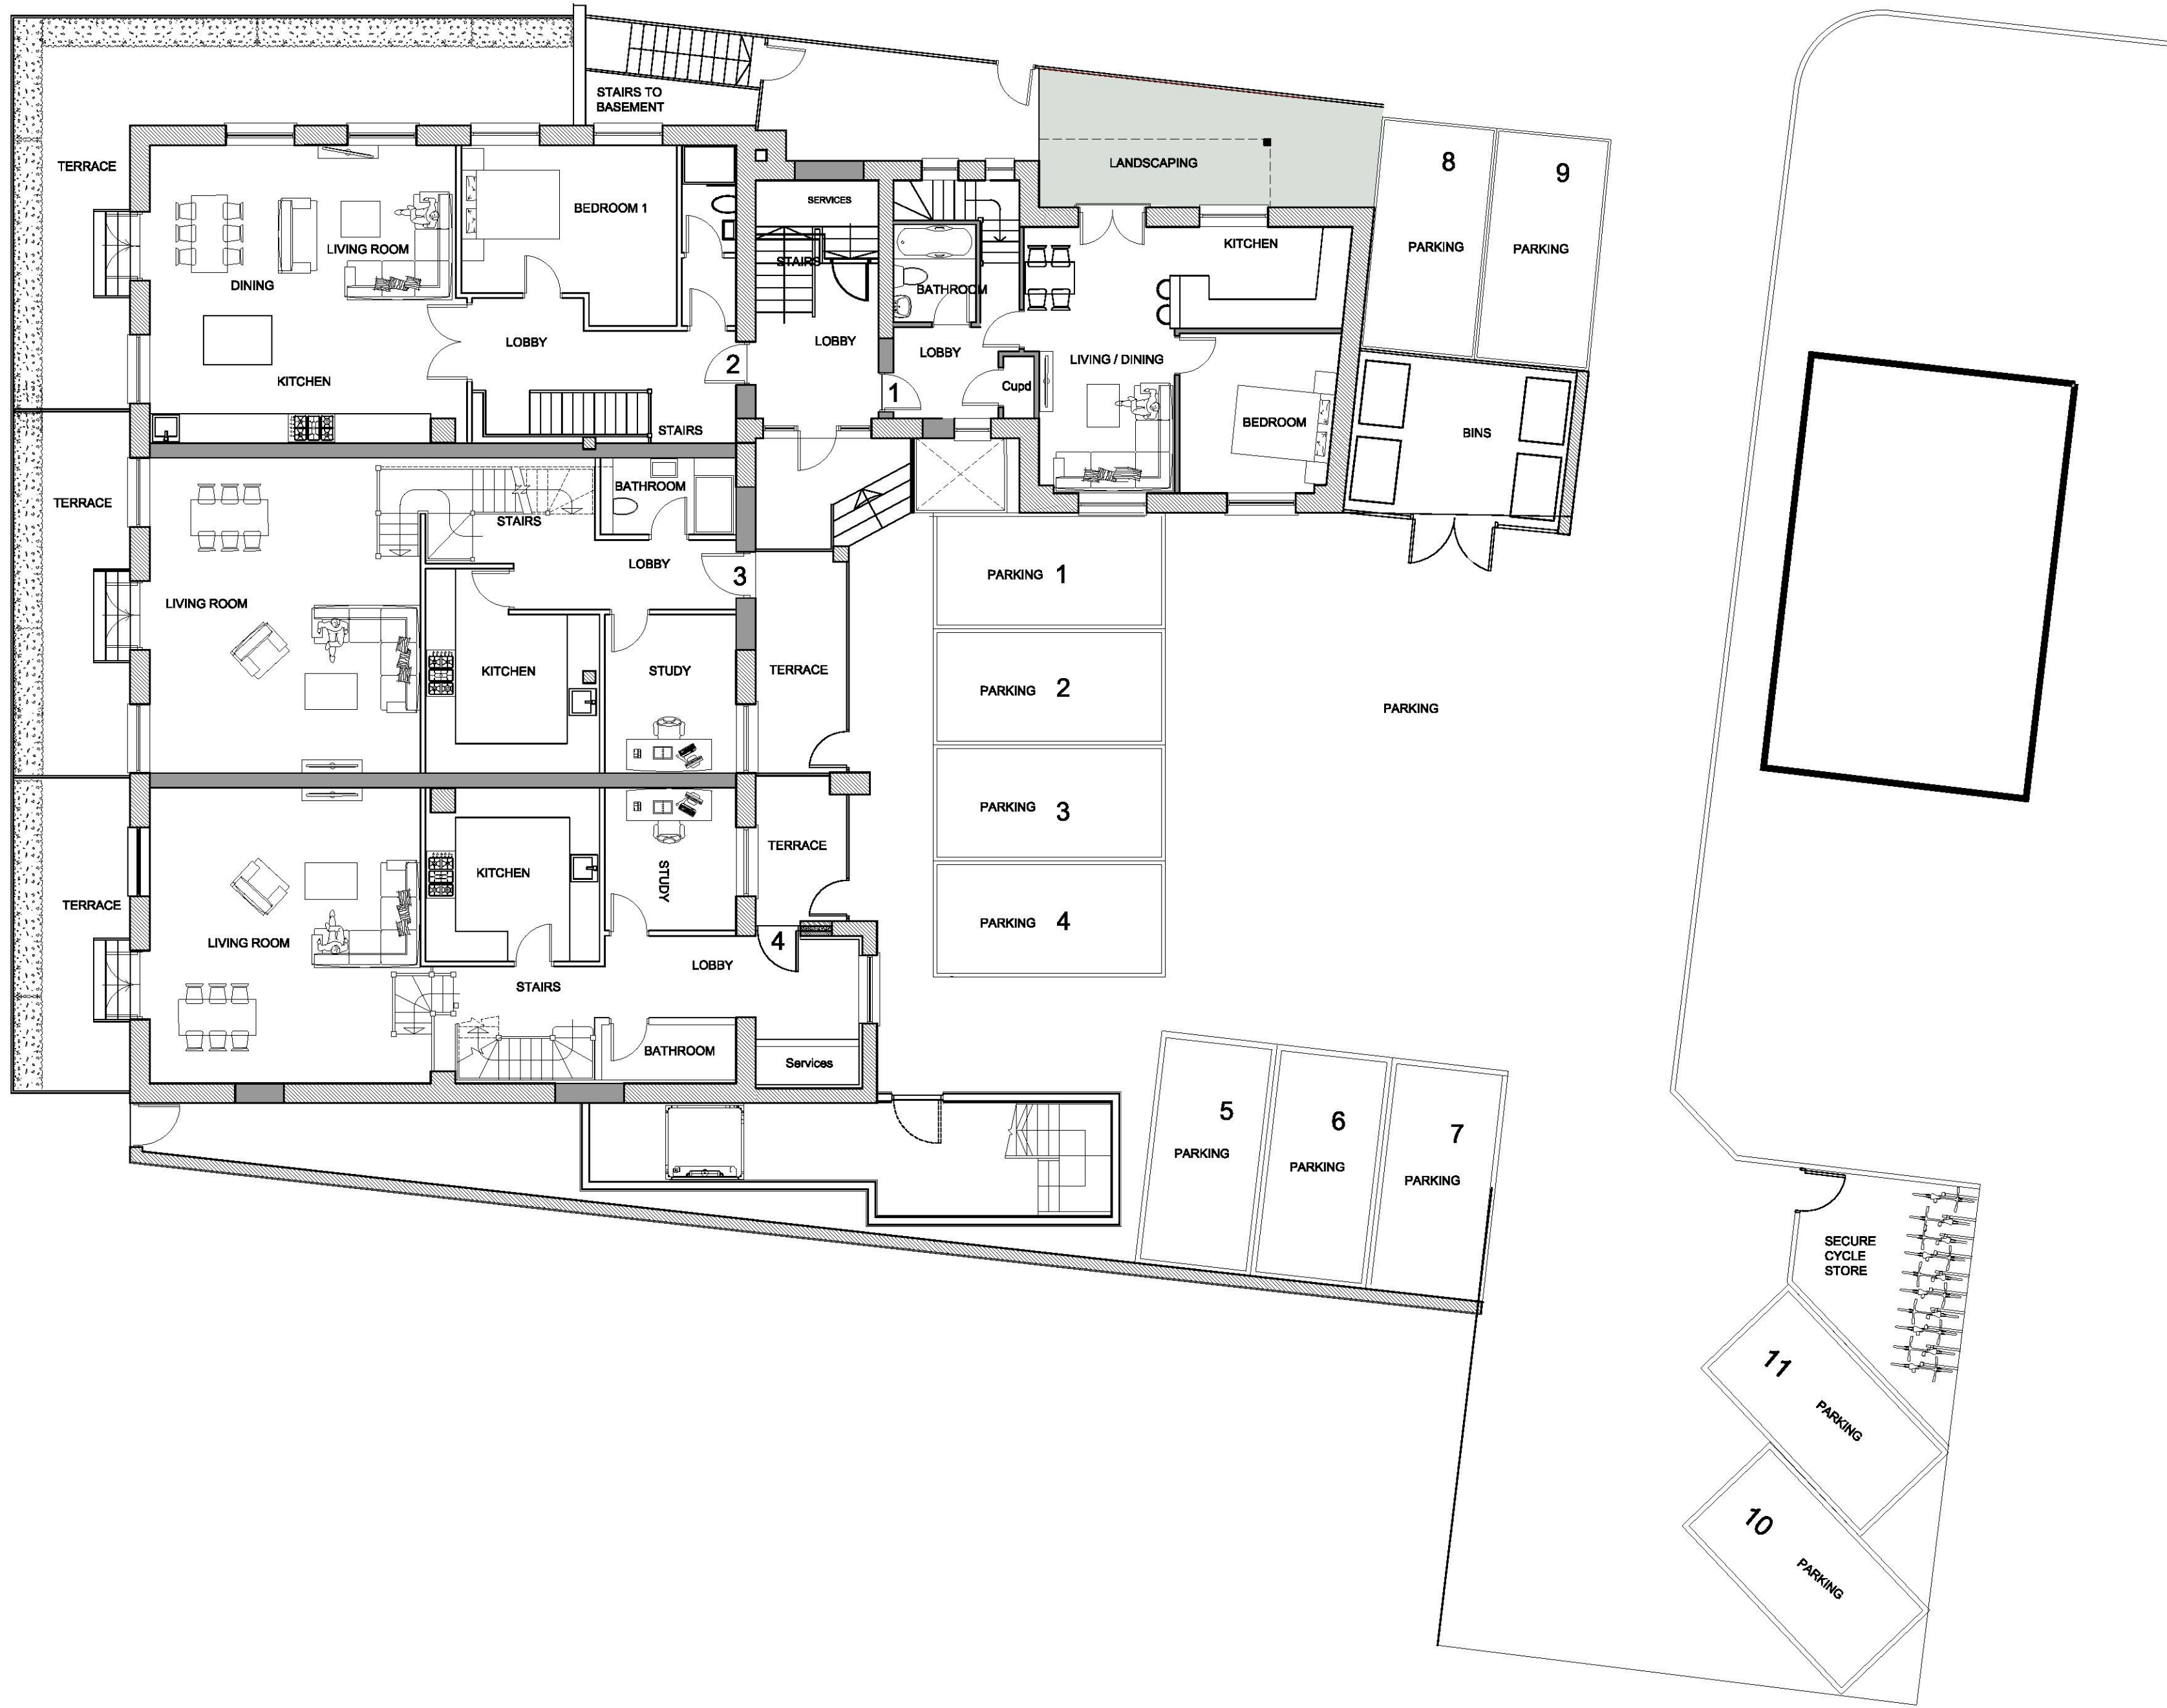 STAIRS TO
BASEMENT
TERRACE
LANDSCAPING
8
9
BEDROOM 1
SERVICES
LIVING ROOM
KITCHEN
PARKING
PARKING
STAIRS
DINING
BATHROOM
LOBBY
LOBBY
LOBBY
2
LIVING / DINING
KITCHEN
1
Cupd
STAIRS
BEDROOM
BINS
TERRACE
BATHROOM
STAIRS
LOBBY
3
PARKING 1
LIVING ROOM
KITCHEN
STUDY
TERRACE
PARKING 2
PARKING
PARKING 3
TERRACE
KITCHEN
STUDY
TERRACE
LIVING ROOM
4
PARKING 4
LOBBY
STAIRS
BATHROOM
Services
5
6
7
PARKING
PARKING
PARKING
SECURE
CYCLE
STORE
11
PARKING
10
PARKING